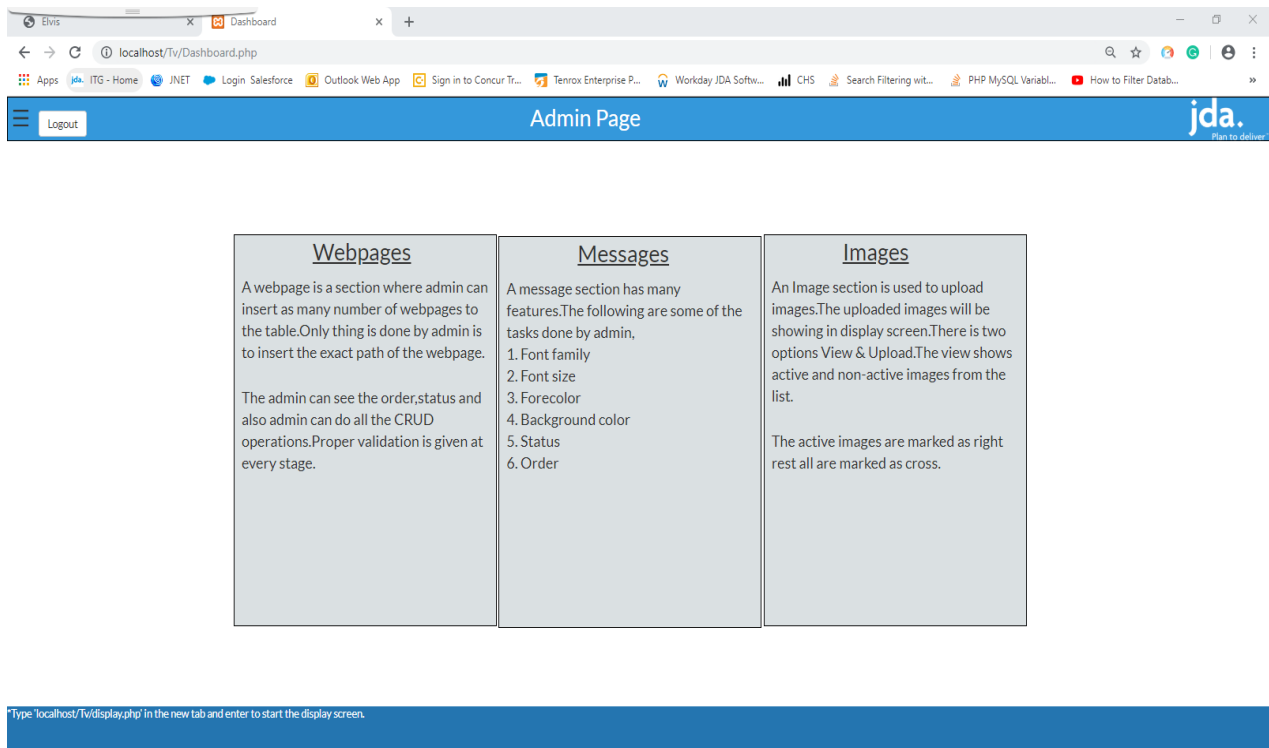 Elvis
Dashboard
localhost/Tv/Dashboard.php
Apps jda. ITG - Home JNET Login Salesforce Outlook Web App Sign in to Concur Tr... Tenrox Enterprise P... Workday JDA Softw... CHS Search Filtering wit... PHP MySQL Variabl... How to Filter Datab... »
Logout
Admin Page
jda.
Plan to deliver
Webpages
A webpage is a section where admin can
insert as many number of webpages to
the table.Only thing is done by admin is
to insert the exact path of the webpage.
The admin can see the order,status and
also admin can do all the CRUD
operations.Proper validation is given at
every stage.
Messages
A message section has many
features.The following are some of the
tasks done by admin,
1. Font family
2. Font size
3. Forecolor
4. Background color
5. Status
6. Order
Images
An Image section is used to upload
images.The uploaded images will be
showing in display screen.There is two
options View & Upload.The view shows
active and non-active images from the
list.
The active images are marked as right
rest all are marked as cross.
*Type 'localhost/Tv/display.php' in the new tab and enter to start the display screen.